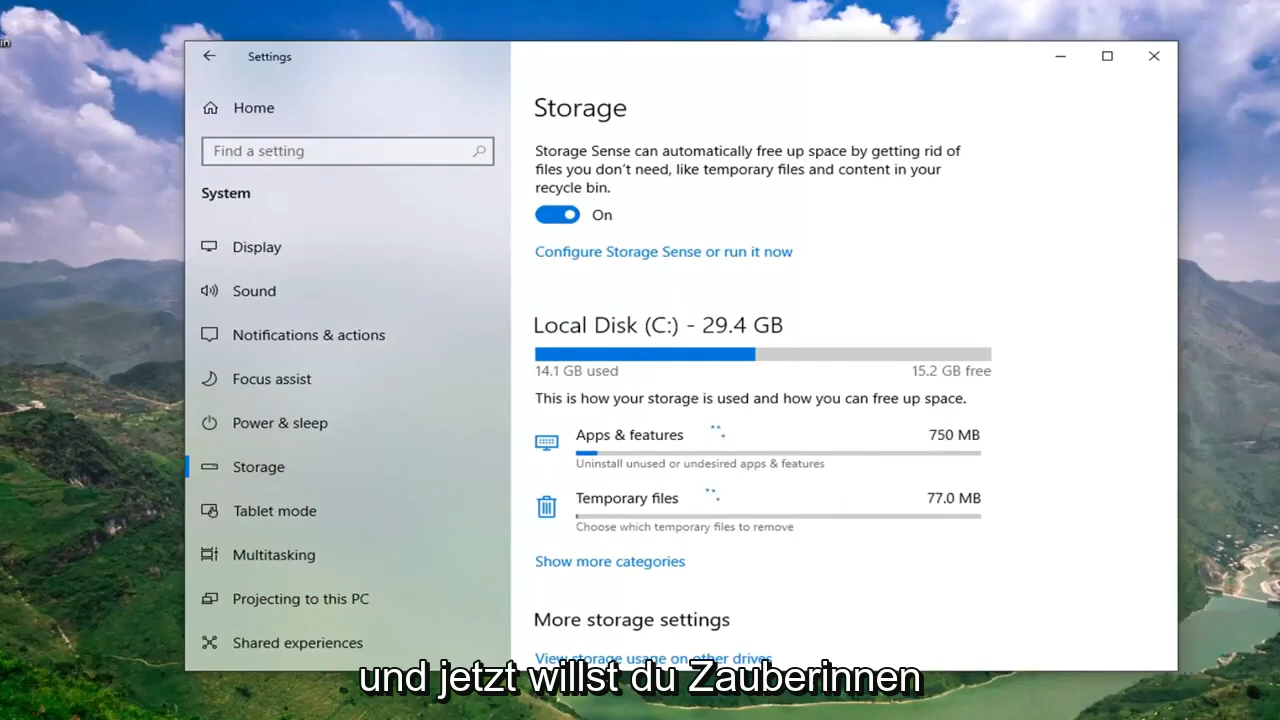 in
Settings
Home
Find a setting
System
Display
Sound
Notifications & actions
Focus assist
Power & sleep
Storage
Tablet mode
Multitasking
Projecting to this PC
Shared experiences
Storage
Storage Sense can automatically free up space by getting rid of
files you don't need, like temporary files and content in your
recycle bin.
On
Configure Storage Sense or run it now
Local Disk (C:) - 29.4 GB
14.1 GB used 15.2 GB free
This is how your storage is used and how you can free up space.
Apps & features 750 MB
Uninstall unused or undesired apps & features
Temporary files 77.0 MB
Choose which temporary files to remove
Show more categories
More storage settings
View storage usage on other drives
und jetzt willst du Zauberinnen